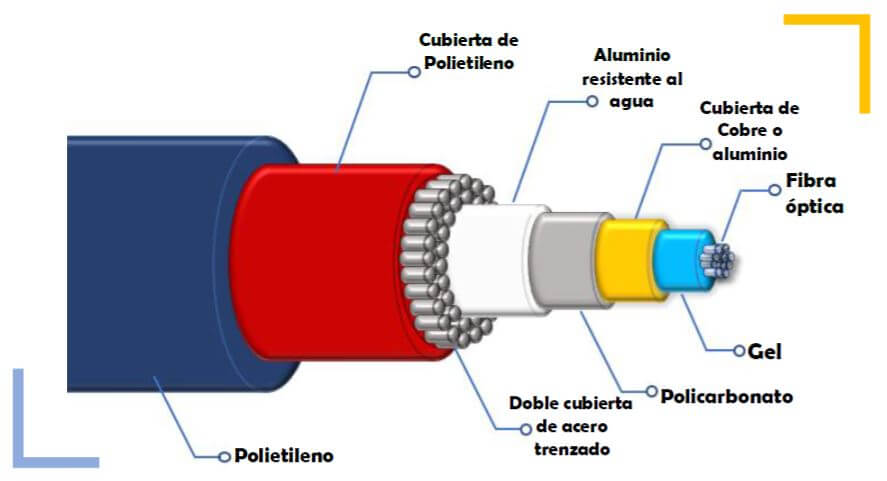 Cubierta de
Polietileno
Aluminio
resistente al
agua
Cubierta de
Cobre o
aluminio
Fibra
óptica
Gel
Policarbonato
Doble cubierta
de acero
trenzado
Polietileno